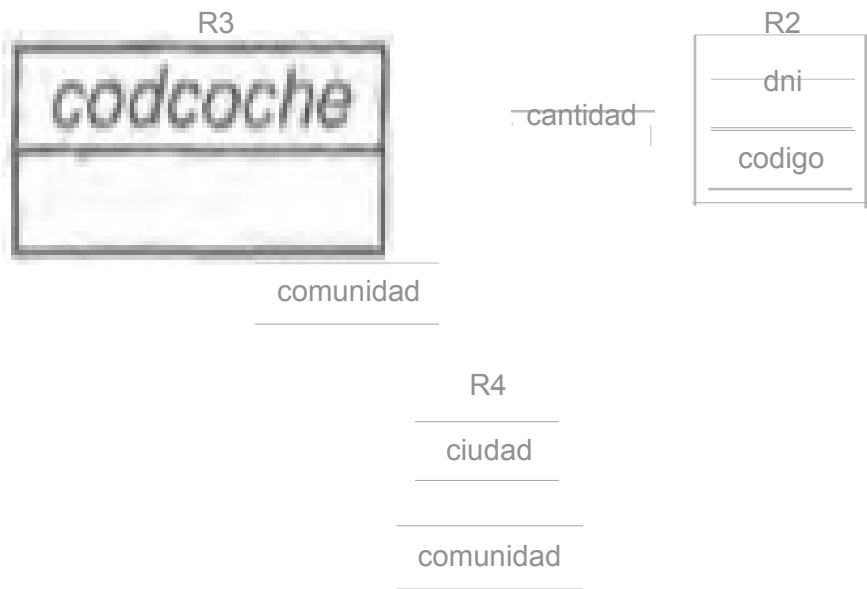 R3
R2
codcoche
dni
cantidad
codigo
comunidad
R4
ciudad
comunidad